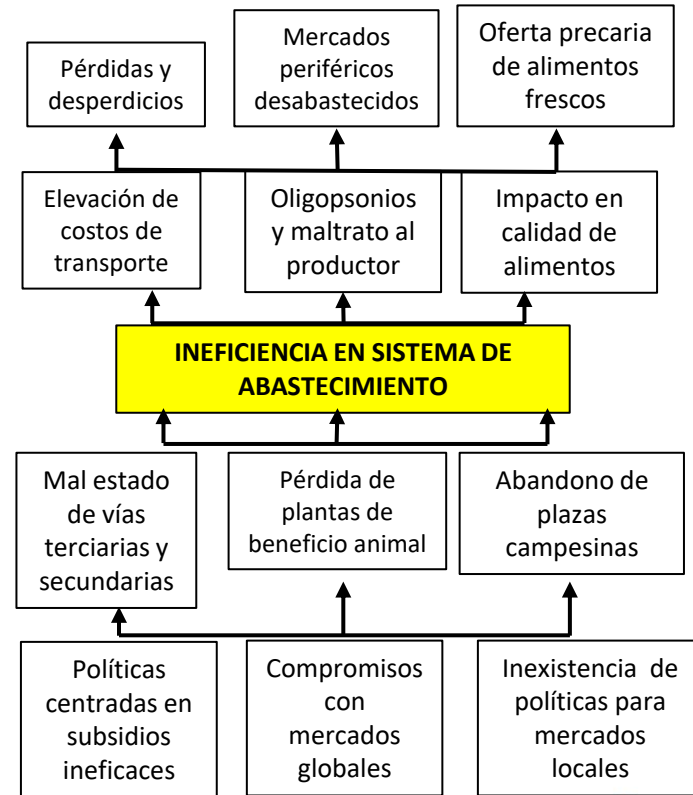 Pérdidas y
desperdicios
Mercados
periféricos
desabastecidos
Oferta precaria
de alimentos
frescos
Elevación de
costos de
transporte
Oligopsonios
y maltrato al
productor
Impacto en
calidad de
alimentos
INEFICIENCIA EN SISTEMA DE
ABASTECIMIENTO
Mal estado
de vías
terciarias y
secundarias
Pérdida de
plantas de
beneficio animal
Abandono de
plazas
campesinas
Políticas
centradas en
subsidios
ineficaces
Compromisos
con
mercados
globales
Inexistencia de
políticas para
mercados
locales